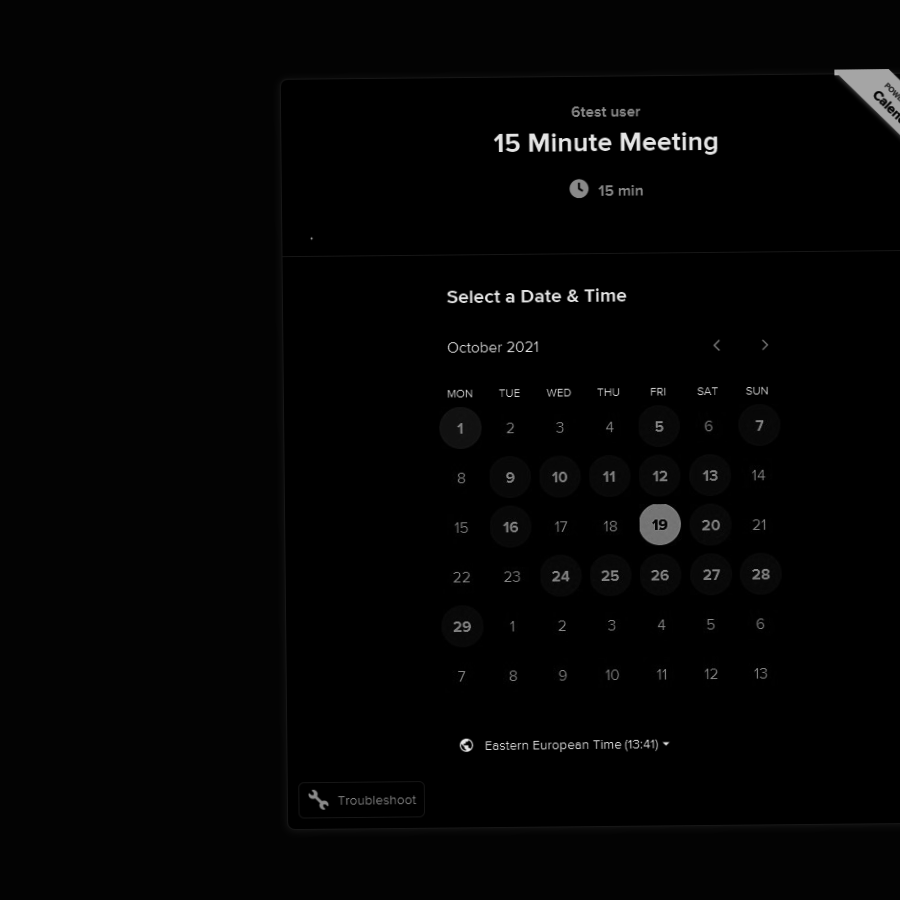 6test user
15 Minute Meeting
15 min
Select a Date & Time
October 2021
MON TUE WED THU FRI SAT SUN
1 2 3 4 5 6 7
8 9 10 11 12 13 14
15 16 17 18 19 20 21
22 23 24 25 26 27 28
29 1 2 3 4 5 6
7 8 9 10 11 12 13
Eastern European Time (13:41)
Troubleshoot